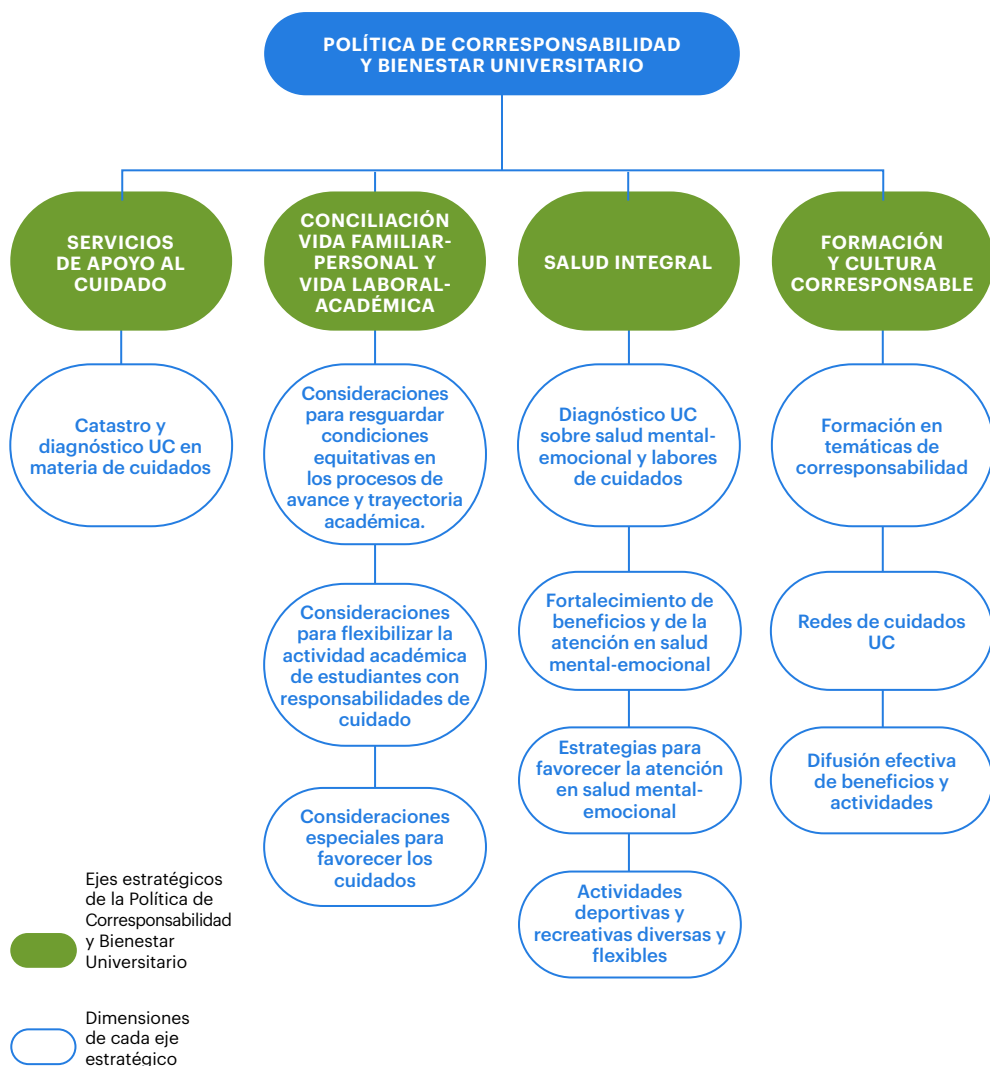 POLÍTICA DE CORRESPONSABILIDAD
Y BIENESTAR UNIVERSITARIO
SERVICIOS
DE APOYO AL
CUIDADO
Catastro y
diagnóstico UC en
materia de cuidados
CONCILIACIÓN
VIDA FAMILIAR-
PERSONAL Y
VIDA LABORAL-
ACADÉMICA
Consideraciones
para resguardar
condiciones
equitativas en
los procesos de
avance y trayectoria
académica.
Consideraciones
para flexibilizar la
actividad académica
de estudiantes con
responsabilidades de
cuidado
Consideraciones
especiales para
favorecer los
cuidados
SALUD INTEGRAL
Diagnóstico UC
sobre salud mental-
emocional y labores
de cuidados
Fortalecimiento de
beneficios y de la
atención en salud
mental-emocional
Estrategias para
favorecer la atención
en salud mental-
emocional
Actividades
deportivas y
recreativas diversas y
flexibles
FORMACIÓN
Y CULTURA
CORRESPONSABLE
Formación en
temáticas de
corresponsabilidad
Redes de cuidados
UC
Difusión efectiva
de beneficios y
actividades
Ejes estratégicos
de la Política de
Corresponsabilidad
y Bienestar
Universitario
Dimensiones
de cada eje
estratégico